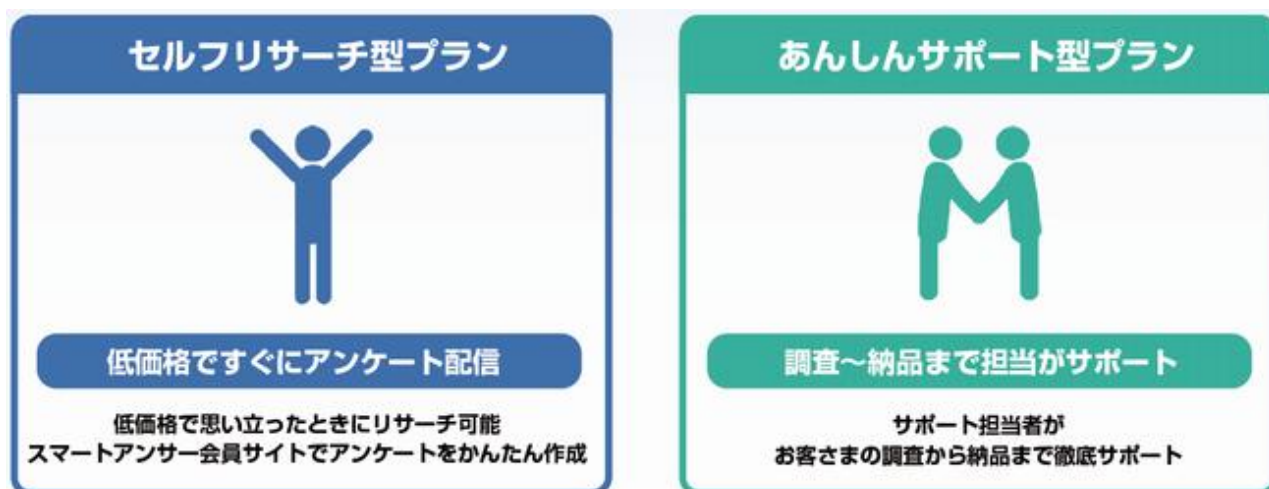 セルフリサーチ型プラン
低価格ですぐにアンケート配信
低価格で思い立ったときにリサーチ可能
スマートアンサー会員サイトでアンケートをかんたん作成
あんしんサポート型プラン
調査～納品まで担当がサポート
サポート担当者が
お客さまの調査から納品まで徹底サポート